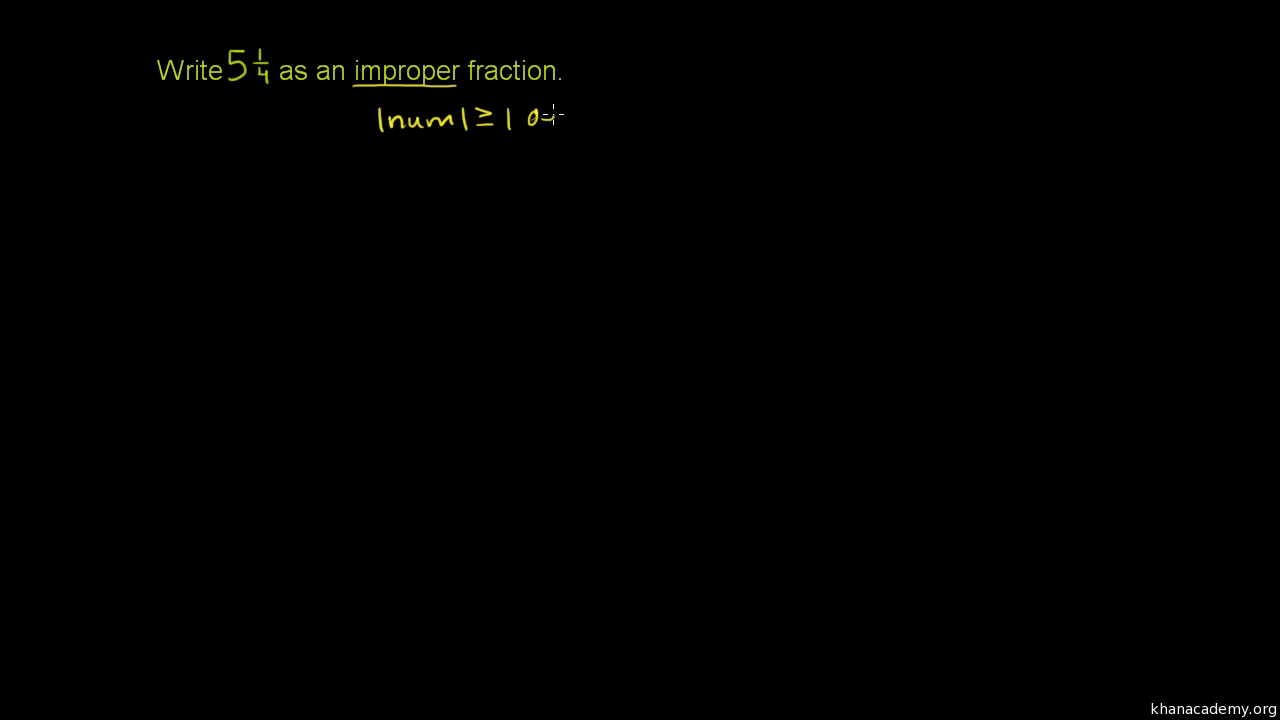 Write 5 1/4 as an improper fraction.
|num| ≥ |
khanacademy.org